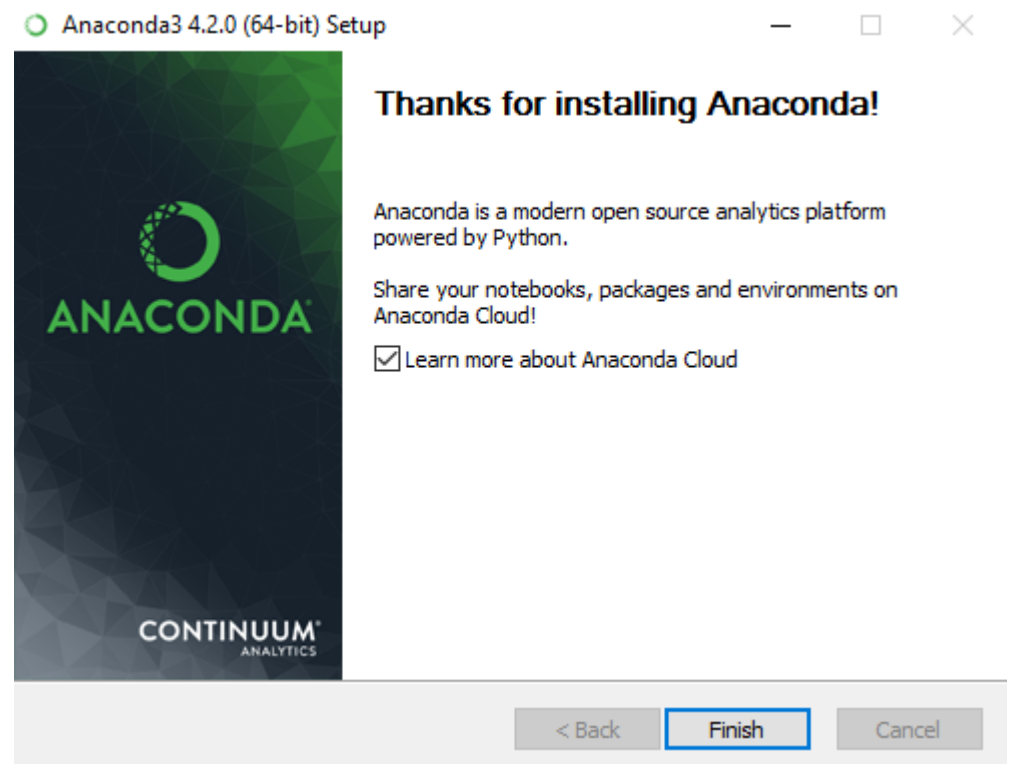 Anaconda3 4.2.0 (64-bit) Setup
Thanks for installing Anaconda!
Anaconda is a modern open source analytics platform
powered by Python.
Share your notebooks, packages and environments on
Anaconda Cloud!
Learn more about Anaconda Cloud
ANACONDA®
CONTINUUM®
ANALYTICS
< Back
Finish
Cancel